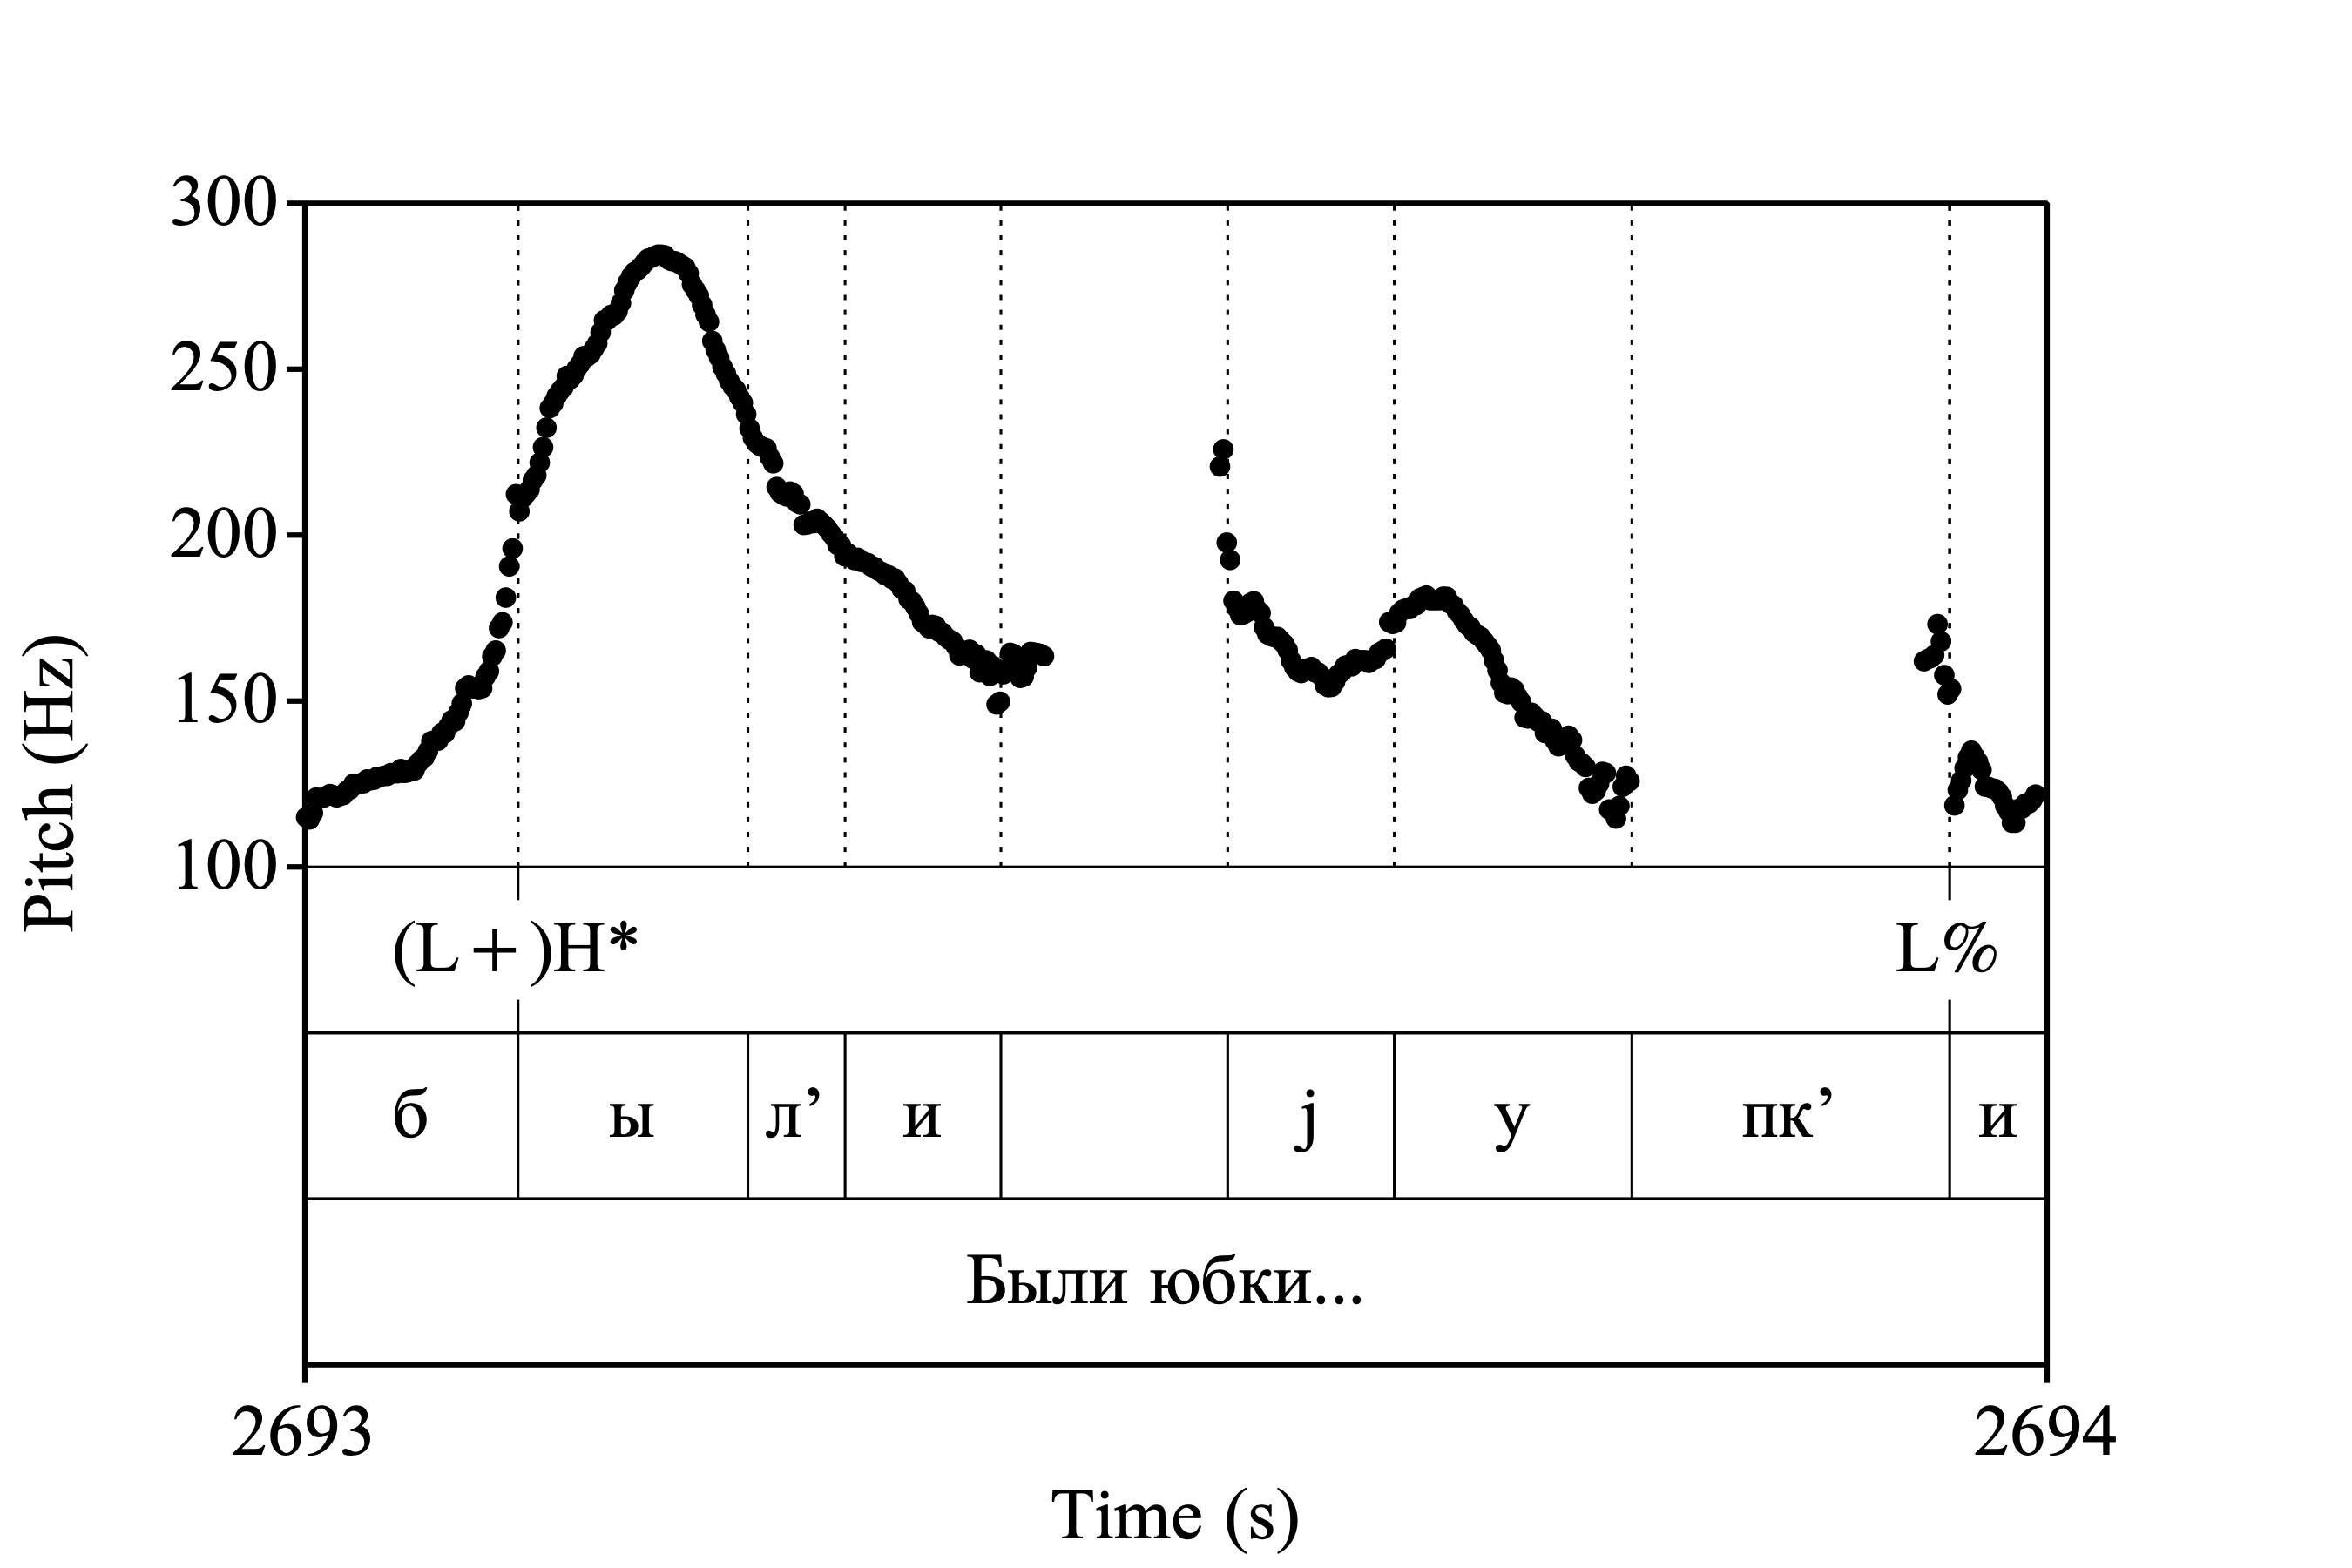 300
250
200
150
100
Pitch (Hz)
(L+)H* L%
б ы л’ и j у пк’ и
Были юбки...
2693 2694
Time (s)